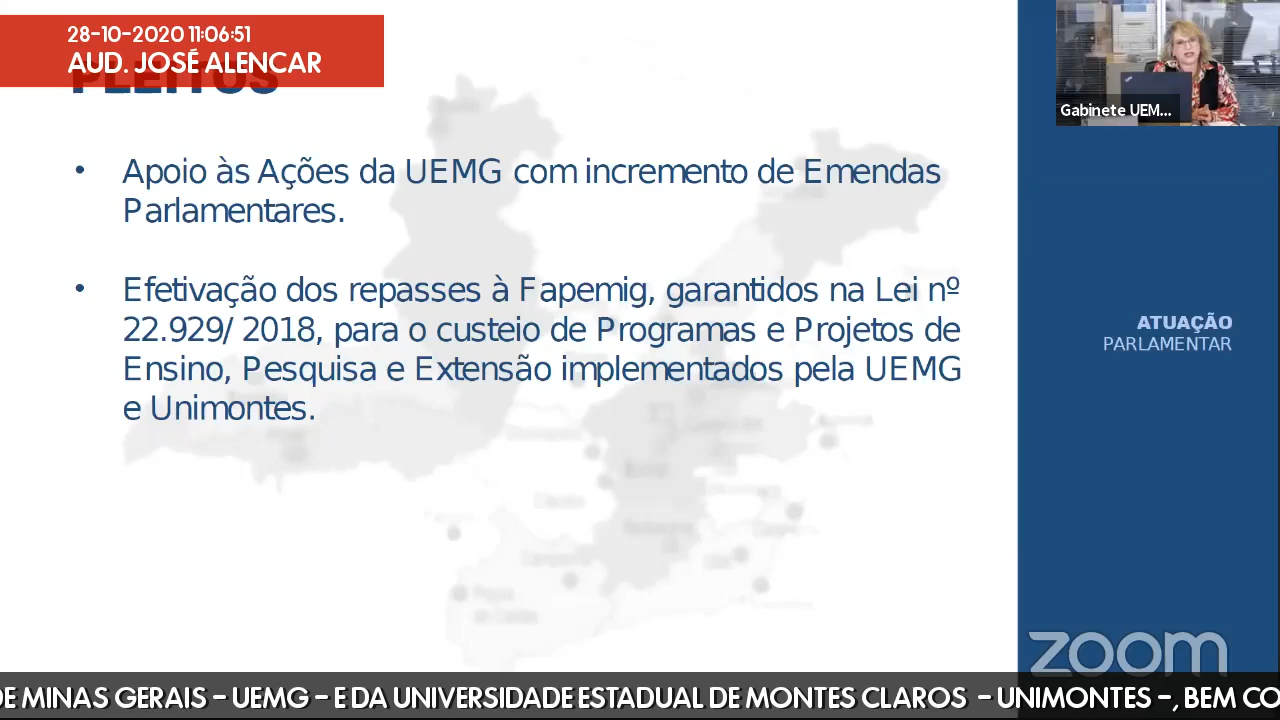 28-10-2020 11:06:51
AUD. JOSÉ ALENCAR
PLEITOS
Gabinete UEM...
• Apoio às Ações da UEMG com incremento de Emendas
Parlamentares.
• Efetivação dos repasses à Fapemig, garantidos na Lei nº
22.929/ 2018, para o custeio de Programas e Projetos de
Ensino, Pesquisa e Extensão implementados pela UEMG
e Unimontes.
ATUAÇÃO
PARLAMENTAR
zoom
DE MINAS GERAIS - UEMG - E DA UNIVERSIDADE ESTADUAL DE MONTES CLAROS - UNIMONTES -, BEM CO